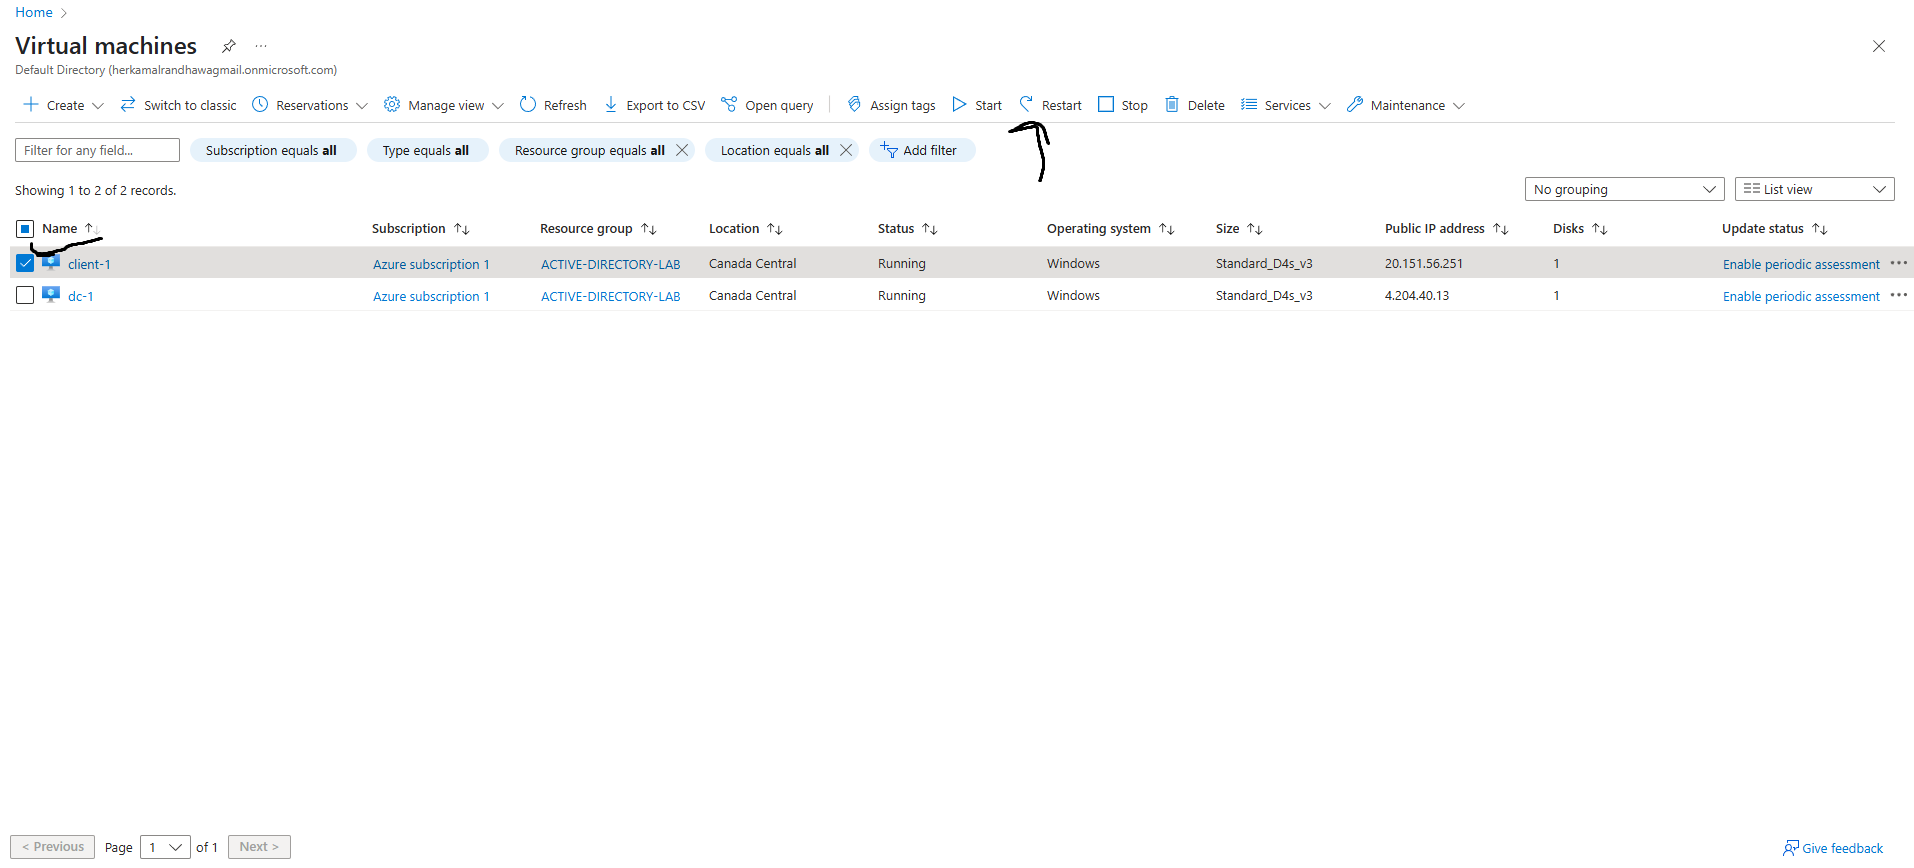 Home
Virtual machines
Default Directory (herkamalrandhawagmail.onmicrosoft.com)
Create Switch to classic Reservations Manage view Refresh Export to CSV Open query Assign tags Start Restart Stop Delete Services Maintenance
Filter for any field... Subscription equals all Type equals all Resource group equals all Location equals all Add filter
Showing 1 to 2 of 2 records.
No grouping List view
Name Subscription Resource group Location Status Operating system Size Public IP address Disks Update status
client-1 Azure subscription 1 ACTIVE-DIRECTORY-LAB Canada Central Running Windows Standard_D4s_v3 20.151.56.251 1 Enable periodic assessment ...
dc-1 Azure subscription 1 ACTIVE-DIRECTORY-LAB Canada Central Running Windows Standard_D4s_v3 4.204.40.13 1 Enable periodic assessment ...
< Previous Page 1 of 1 Next >
Give feedback